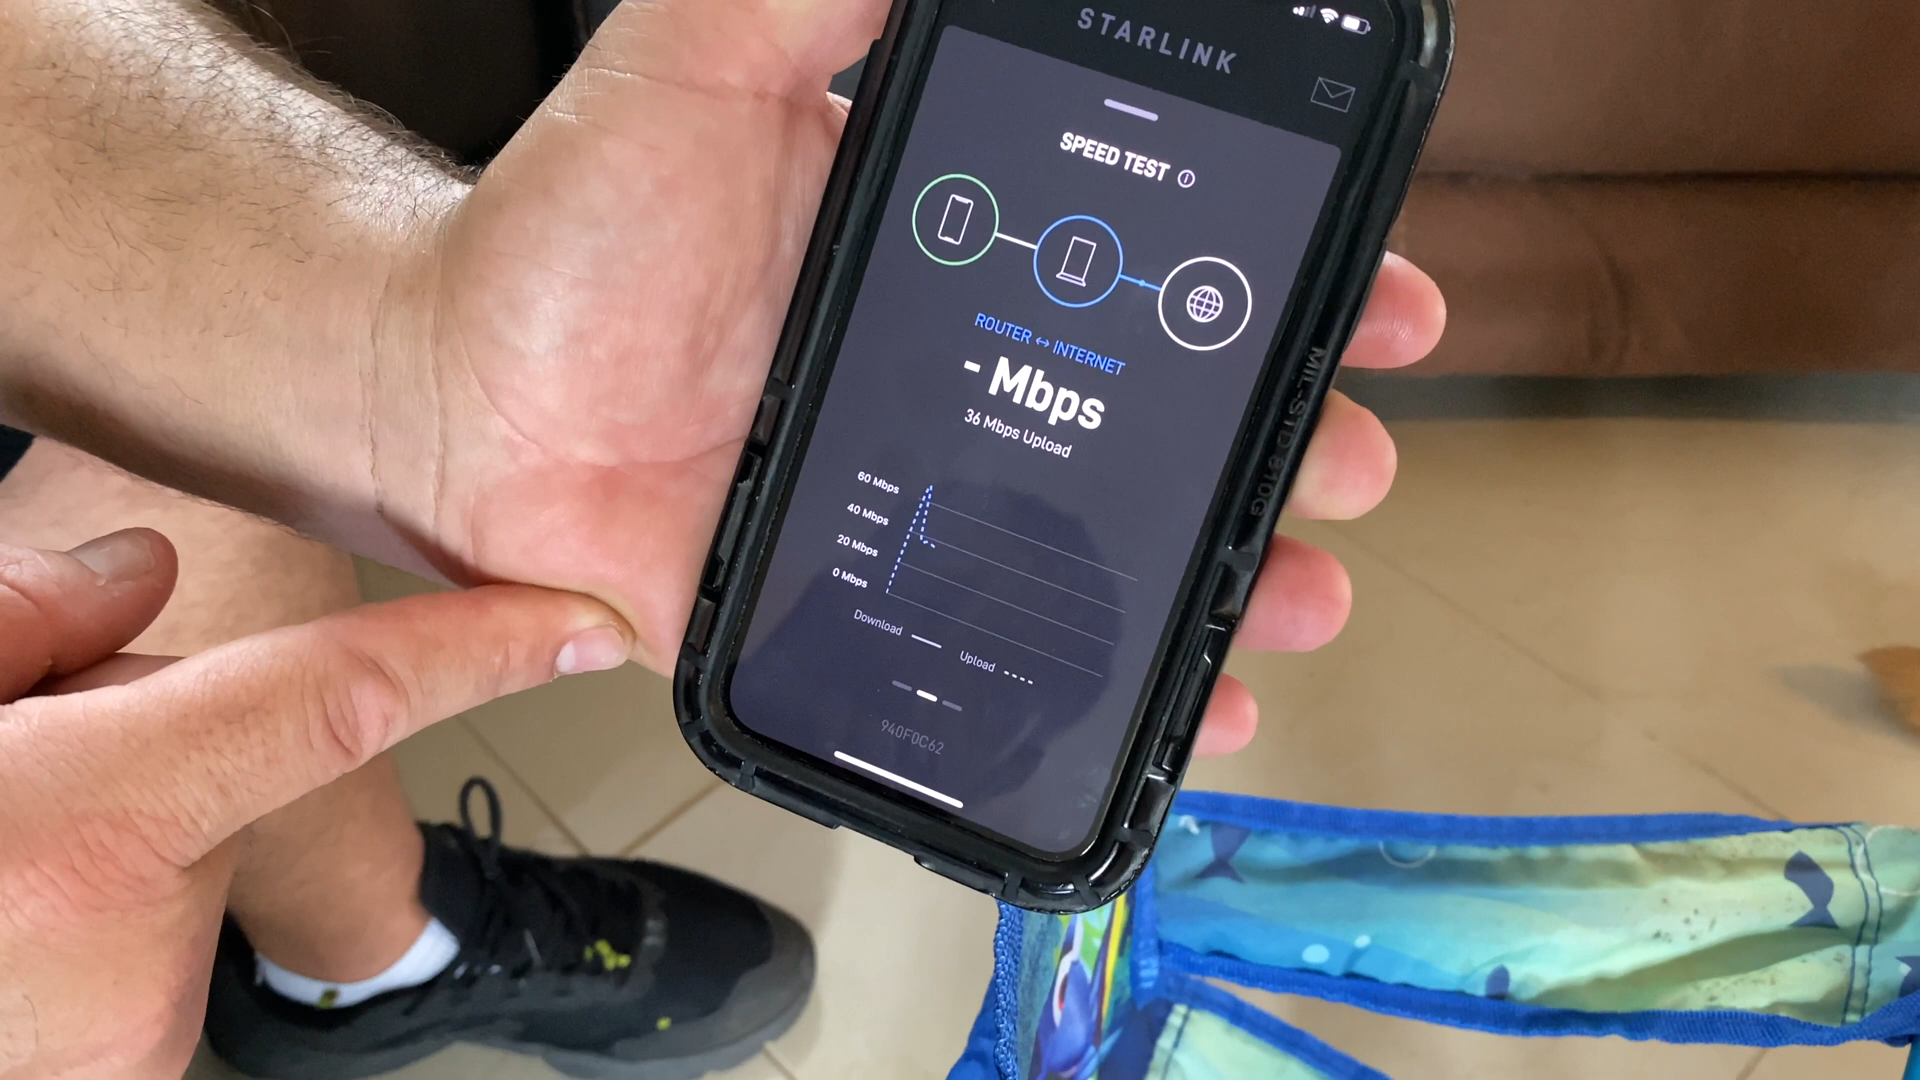 STARLINK
SPEED TEST
ROUTER ↔ INTERNET
- Mbps
36 Mbps Upload
60 Mbps
40 Mbps
20 Mbps
0 Mbps
Download
Upload
940F0C62
MIL-STD 810G